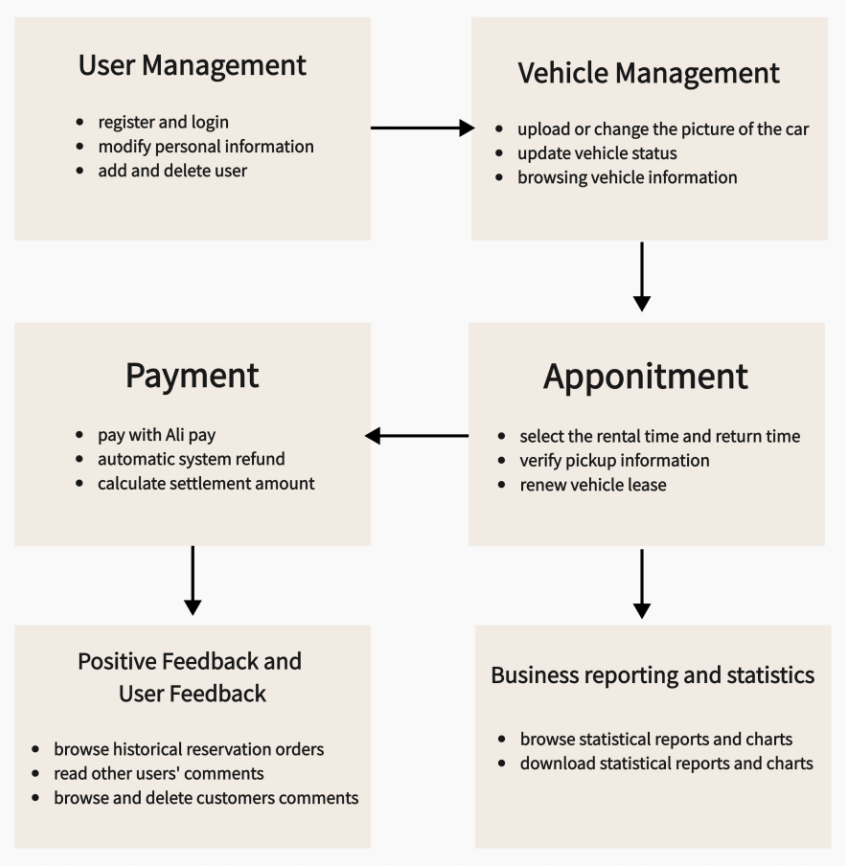 User Management
• register and login
• modify personal information
• add and delete user
Vehicle Management
• upload or change the picture of the car
• update vehicle status
• browsing vehicle information
Payment
• pay with Ali pay
• automatic system refund
• calculate settlement amount
Apponitment
• select the rental time and return time
• verify pickup information
• renew vehicle lease
Positive Feedback and
User Feedback
• browse historical reservation orders
• read other users' comments
• browse and delete customers comments
Business reporting and statistics
• browse statistical reports and charts
• download statistical reports and charts